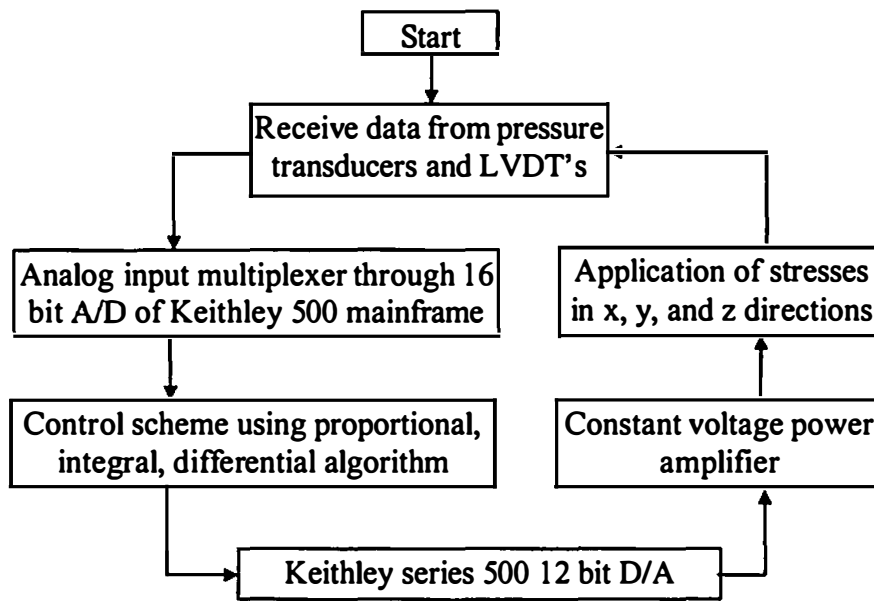 Start
Receive data from pressure
transducers and LVDT's
Analog input multiplexer through 16
bit A/D of Keithley 500 mainframe
Control scheme using proportional,
integral, differential algorithm
Keithley series 500 12 bit D/A
Constant voltage power
amplifier
Application of stresses
in x, y, and z directions